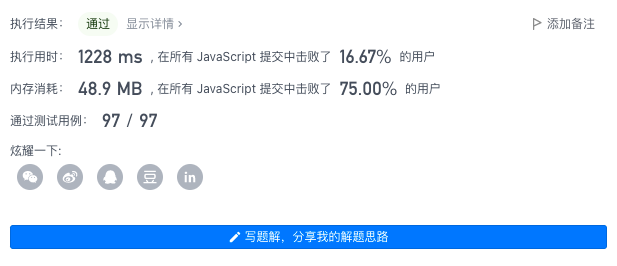 执行结果： 通过 显示详情 › 添加备注
执行用时： 1228 ms ，在所有 JavaScript 提交中击败了 16.67% 的用户
内存消耗： 48.9 MB ，在所有 JavaScript 提交中击败了 75.00% 的用户
通过测试用例： 97 / 97
炫耀一下:
豆 in
写题解，分享我的解题思路